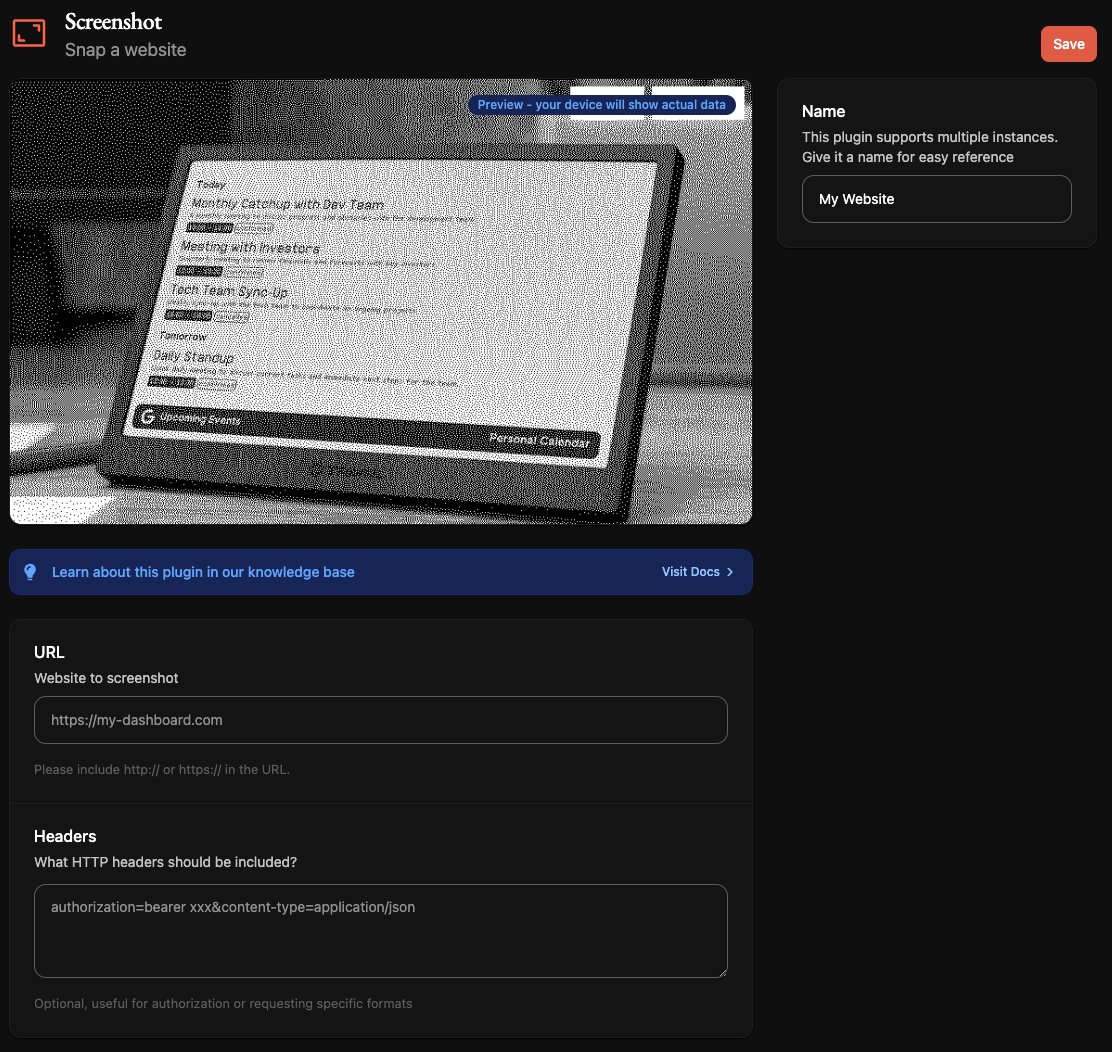 Screenshot
Snap a website
Save
Preview - your device will show actual data
Today
Monthly Catchup with Dev Team
Meeting with Investors
Tech Team Sync-Up
Tomorrow
Daily Standup
Upcoming Events
Personal Calendar
Name
This plugin supports multiple instances.
Give it a name for easy reference
My Website
Learn about this plugin in our knowledge base
Visit Docs
URL
Website to screenshot
https://my-dashboard.com
Please include http:// or https:// in the URL.
Headers
What HTTP headers should be included?
authorization=bearer xxx&content-type=application/json
Optional, useful for authorization or requesting specific formats